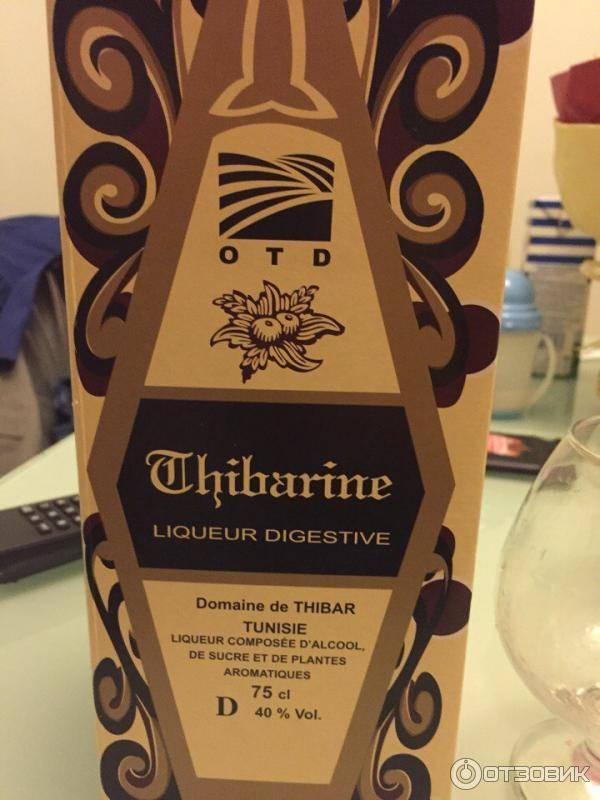 OTD
Thibarine
LIQUEUR DIGESTIVE
Domaine de THIBAR
TUNISIE
LIQUEUR COMPOSÉE D'ALCOOL,
DE SUCRE ET DE PLANTES
AROMATIQUES
75 cl
D 40 % Vol.
ОТЗОВИК